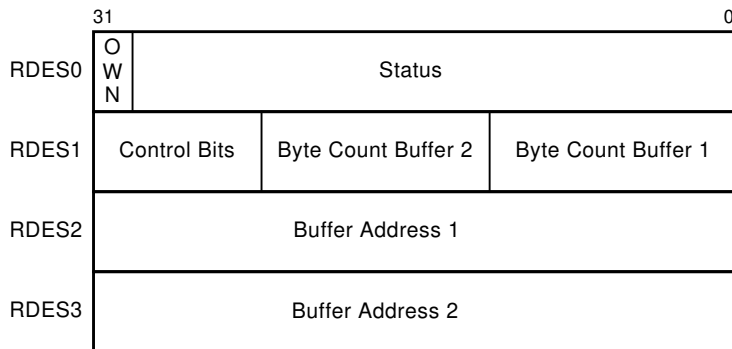 31 0
RDES0 OWN Status
RDES1 Control Bits Byte Count Buffer 2 Byte Count Buffer 1
RDES2 Buffer Address 1
RDES3 Buffer Address 2